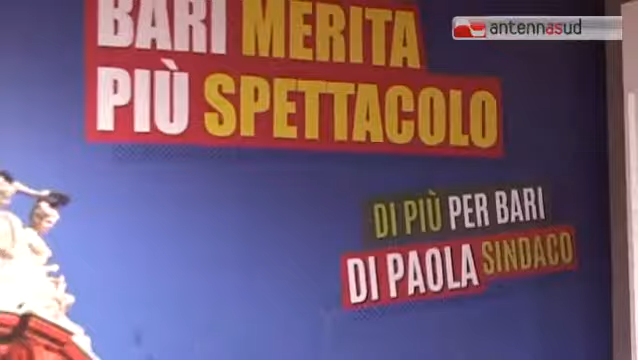 antennasud
BARI MERITA
PIÙ SPETTACOLO
DI PIÙ PER BARI
DI PAOLA SINDACO